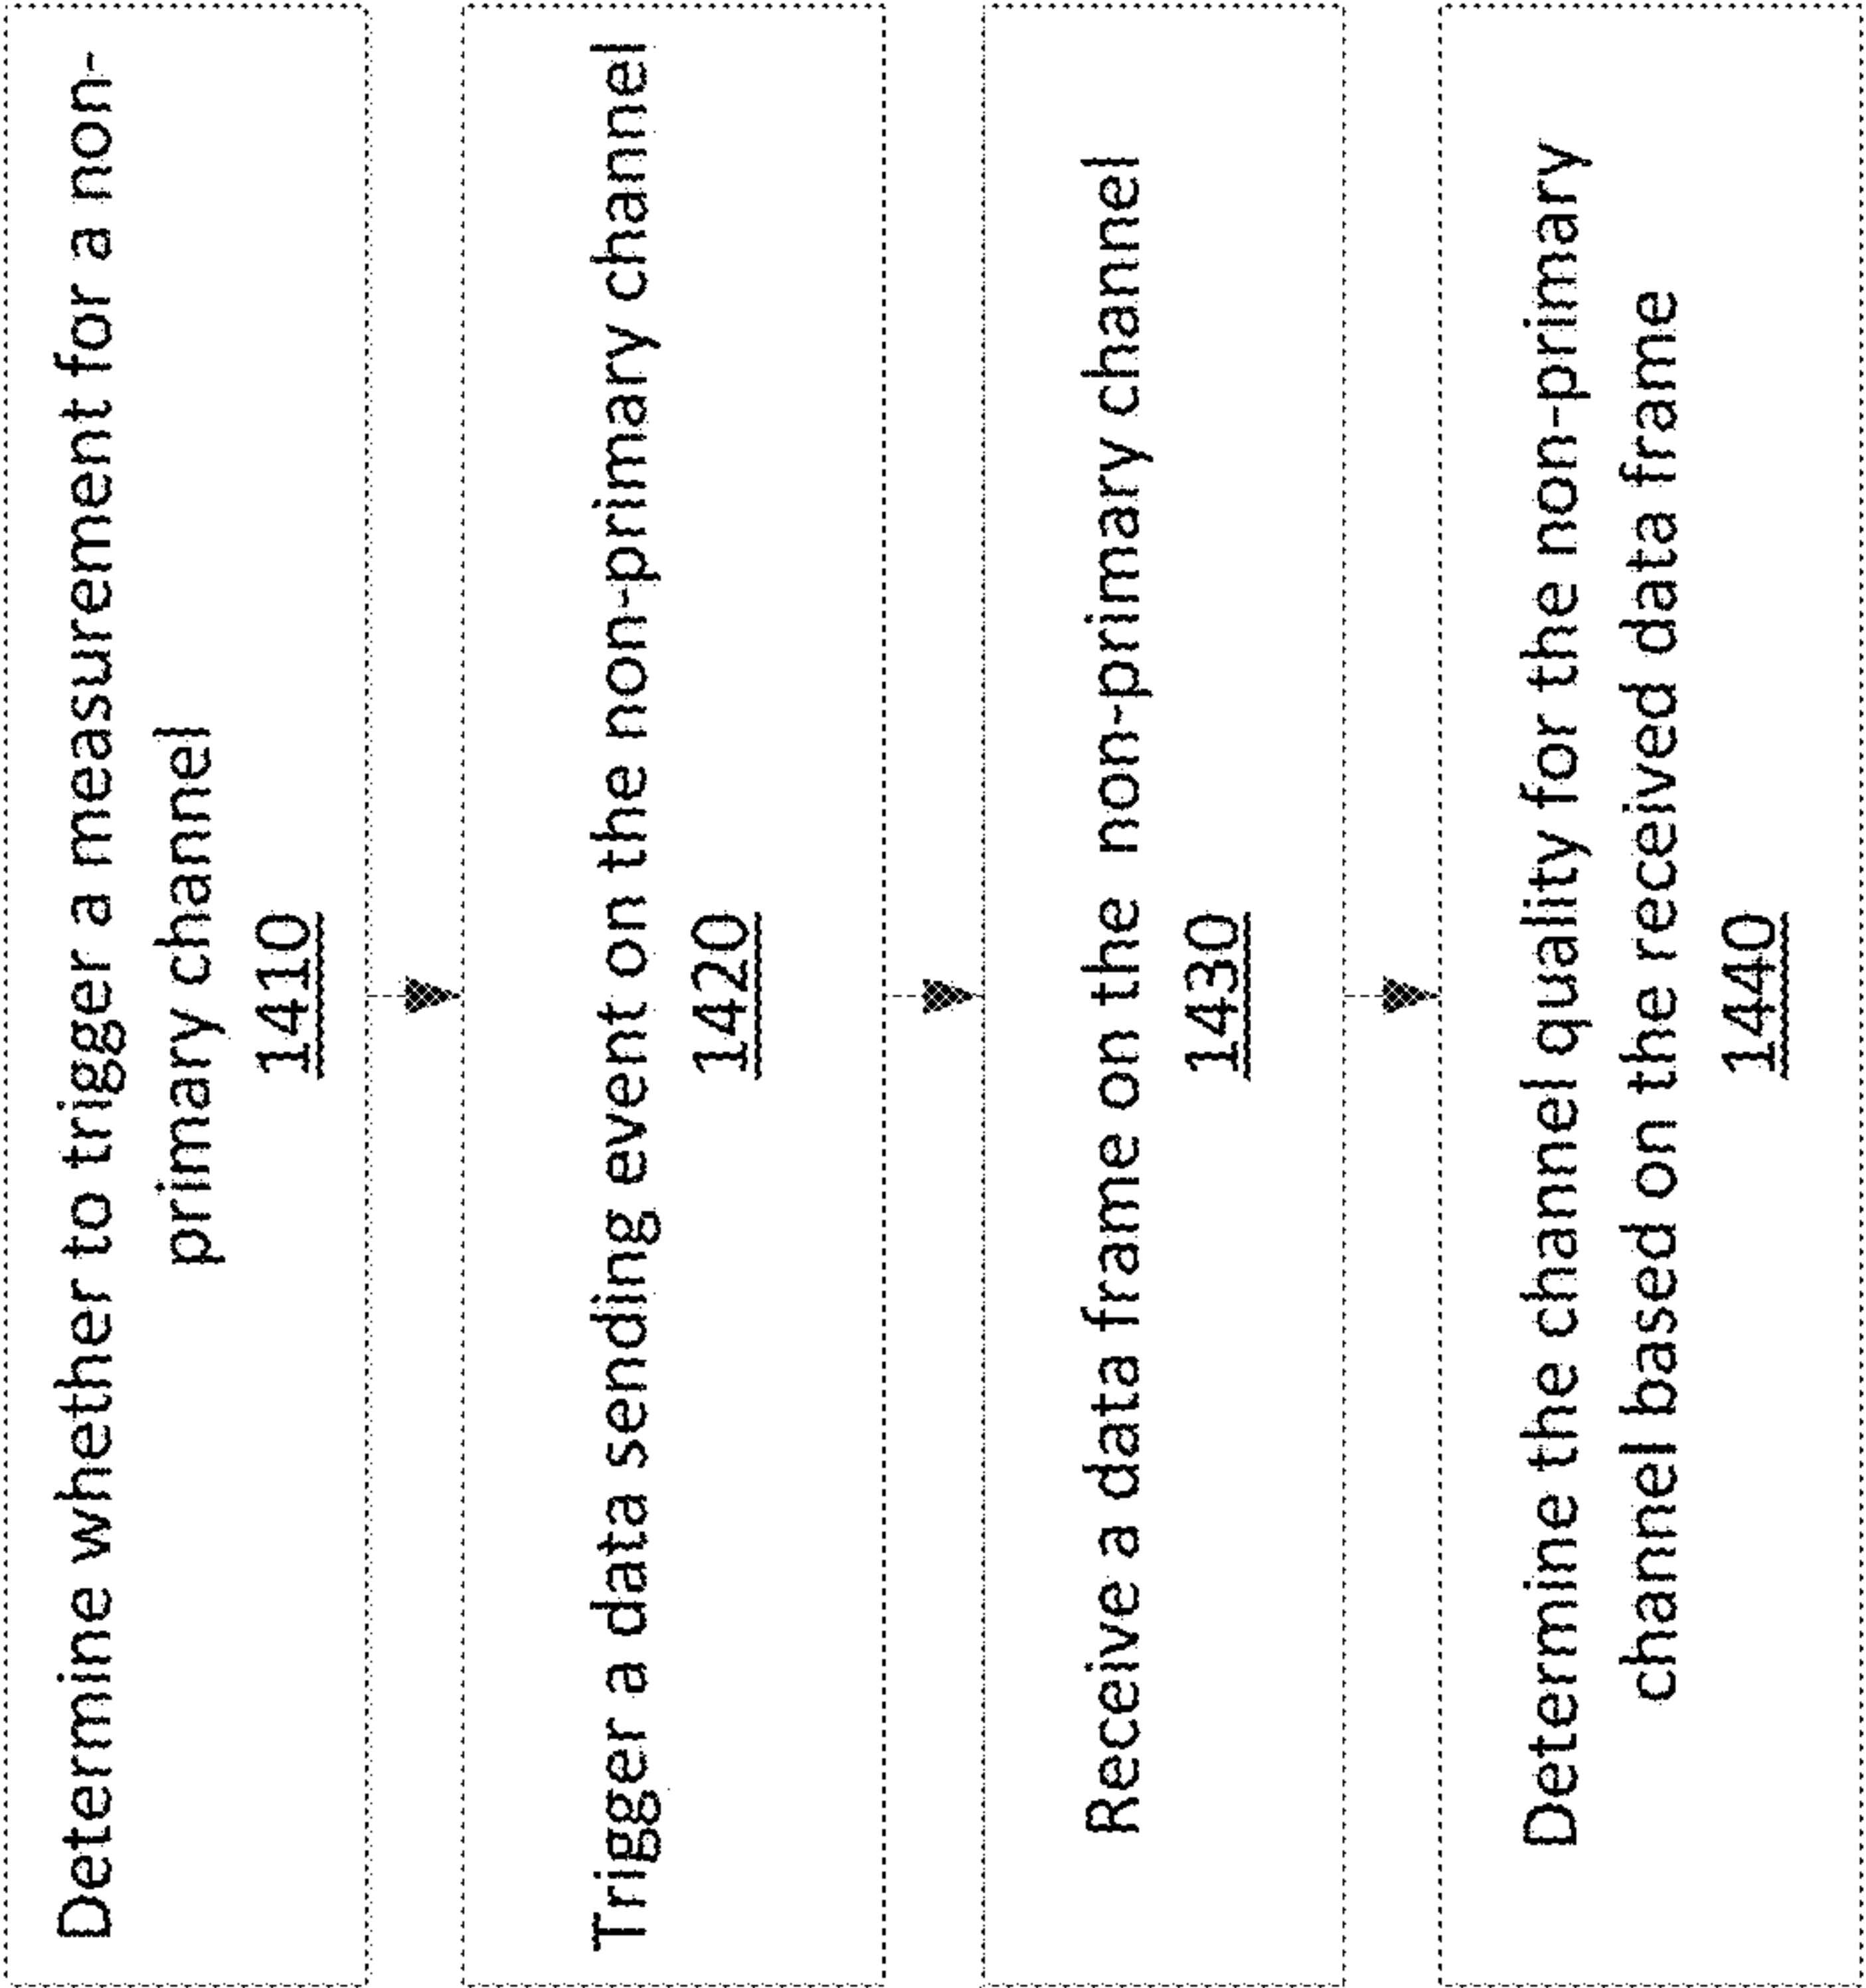 Determine whether to trigger a measurement for a non-
primary channel
1410
Trigger a data sending event on the non-primary channel
1420
Receive a data frame on the non-primary channel
1430
Determine the channel quality for the non-primary
channel based on the received data frame
1440